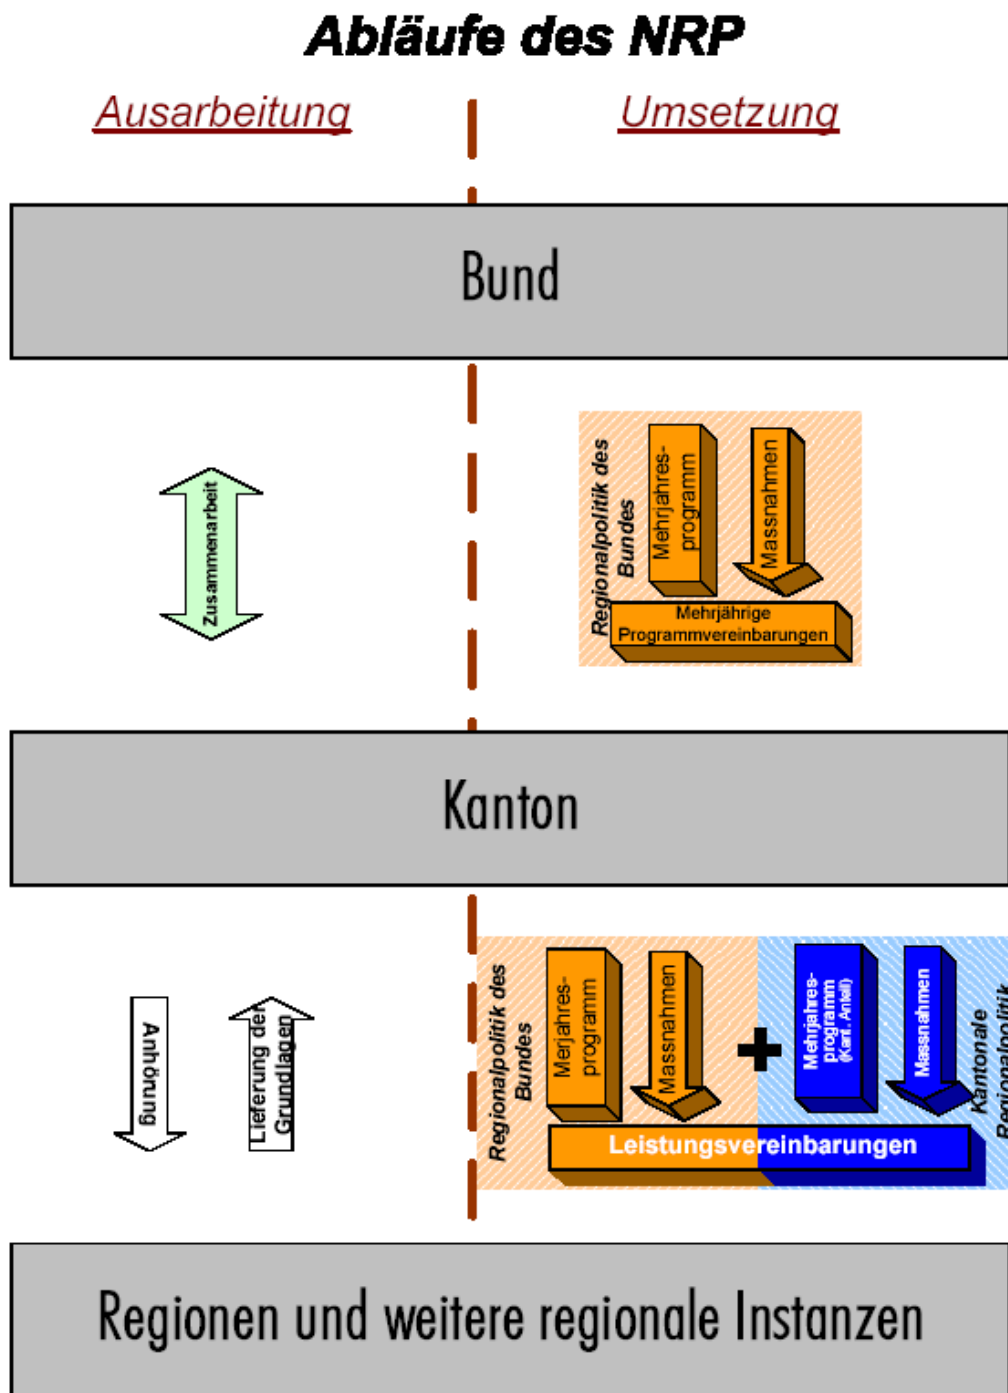 Abläufe des NRP
Ausarbeitung
Umsetzung
Bund
Zusammenarbeit
Regionalpolitik des
Bundes
Mehrjahres-
programm
Massnahmen
Mehrjährige
Programmvereinbarungen
Kanton
Anhörung
Lieferung der
Grundlagen
Regionalpolitik des
Bundes
Merjahres-
programm
Massnahmen
+
Mehrjahres-
programm
(Kant. Anteil)
Massnahmen
Kantonale
Regionalpolitik
Leistungsvereinbarungen
Regionen und weitere regionale Instanzen